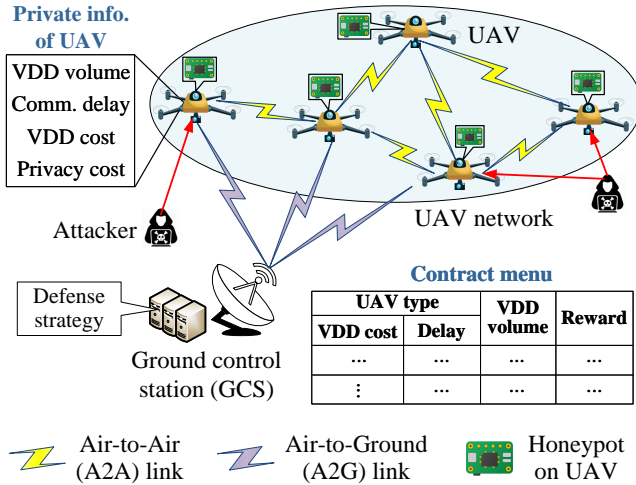 Private info.
of UAV
VDD volume
Comm. delay
VDD cost
Privacy cost
UAV
Attacker
UAV network
Defense
strategy
Ground control
station (GCS)
Contract menu
UAV type
VDD
volume
Reward
VDD cost
Delay
... ... ... ...
⋮ ... ... ...
Air-to-Air
(A2A) link
Air-to-Ground
(A2G) link
Honeypot
on UAV